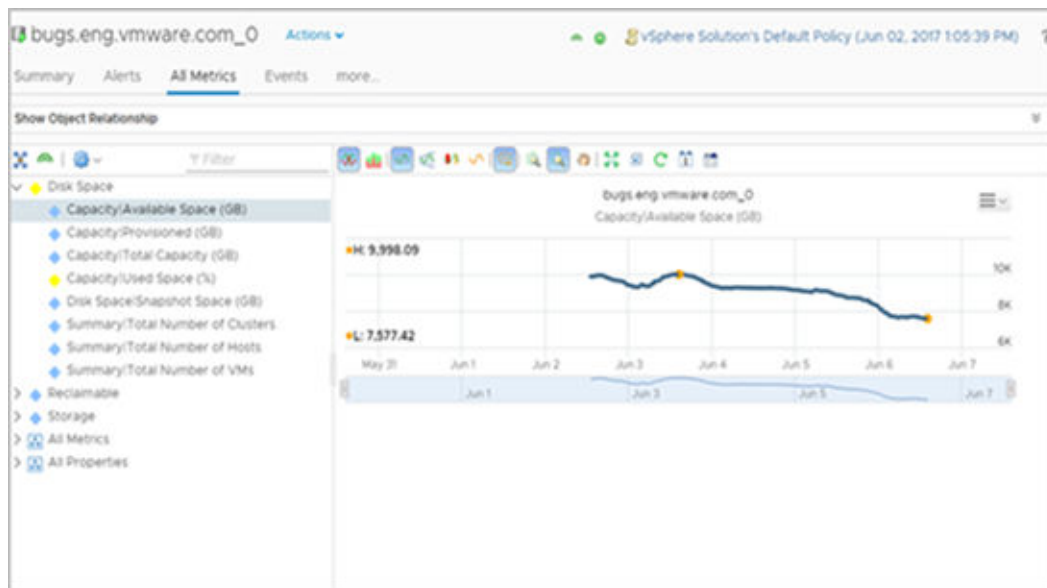 bugs.eng.vmware.com_0 Actions vSphere Solution's Default Policy (Jun 02, 2017 1:05:39 PM) ?
Summary Alerts All Metrics Events more...
Show Object Relationship
Filter
Disk Space
Capacity|Available Space (GB)
Capacity|Provisioned (GB)
Capacity|Total Capacity (GB)
Capacity|Used Space (%)
Disk Space|Snapshot Space (GB)
Summary|Total Number of Clusters
Summary|Total Number of Hosts
Summary|Total Number of VMs
Reclaimable
Storage
All Metrics
All Properties
bugs.eng.vmware.com_0
Capacity|Available Space (GB)
H: 9,998.09
10K
8K
L: 7,577.42
6K
May 31 Jun 1 Jun 2 Jun 3 Jun 4 Jun 5 Jun 6 Jun 7
Jun 1 Jun 3 Jun 5 Jun 7